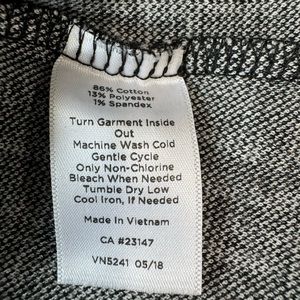 86% Cotton
13% Polyester
1% Spandex
Turn Garment Inside
Out
Machine Wash Cold
Gentle Cycle
Only Non-Chlorine
Bleach When Needed
Tumble Dry Low
Cool Iron, If Needed
Made In Vietnam
CA #23147
VN5241 05/18